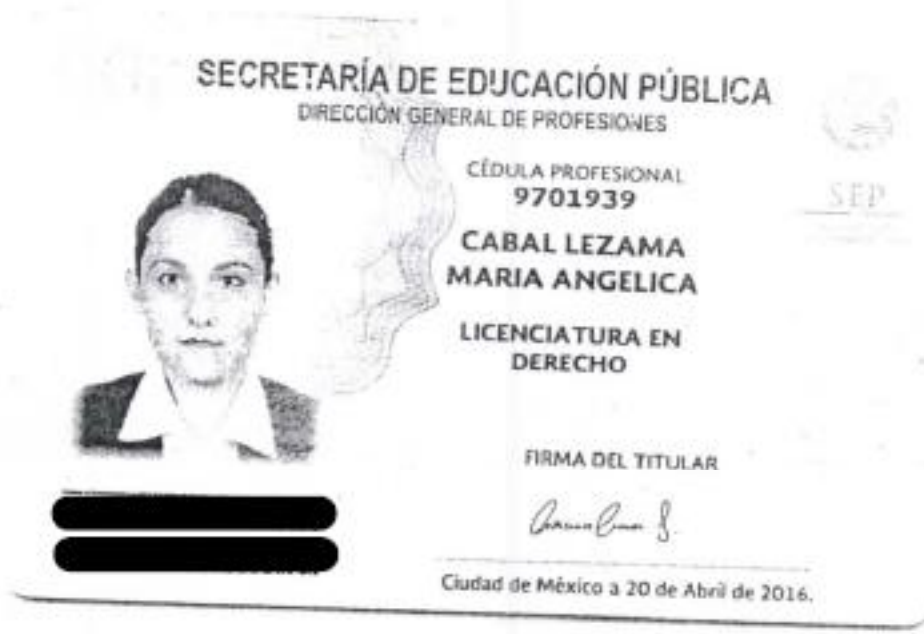 SECRETARÍA DE EDUCACIÓN PÚBLICA
DIRECCIÓN GENERAL DE PROFESIONES
CÉDULA PROFESIONAL
9701939
SEP
CABAL LEZAMA
MARIA ANGELICA
LICENCIATURA EN
DERECHO
FIRMA DEL TITULAR
Ciudad de México a 20 de Abril de 2016.